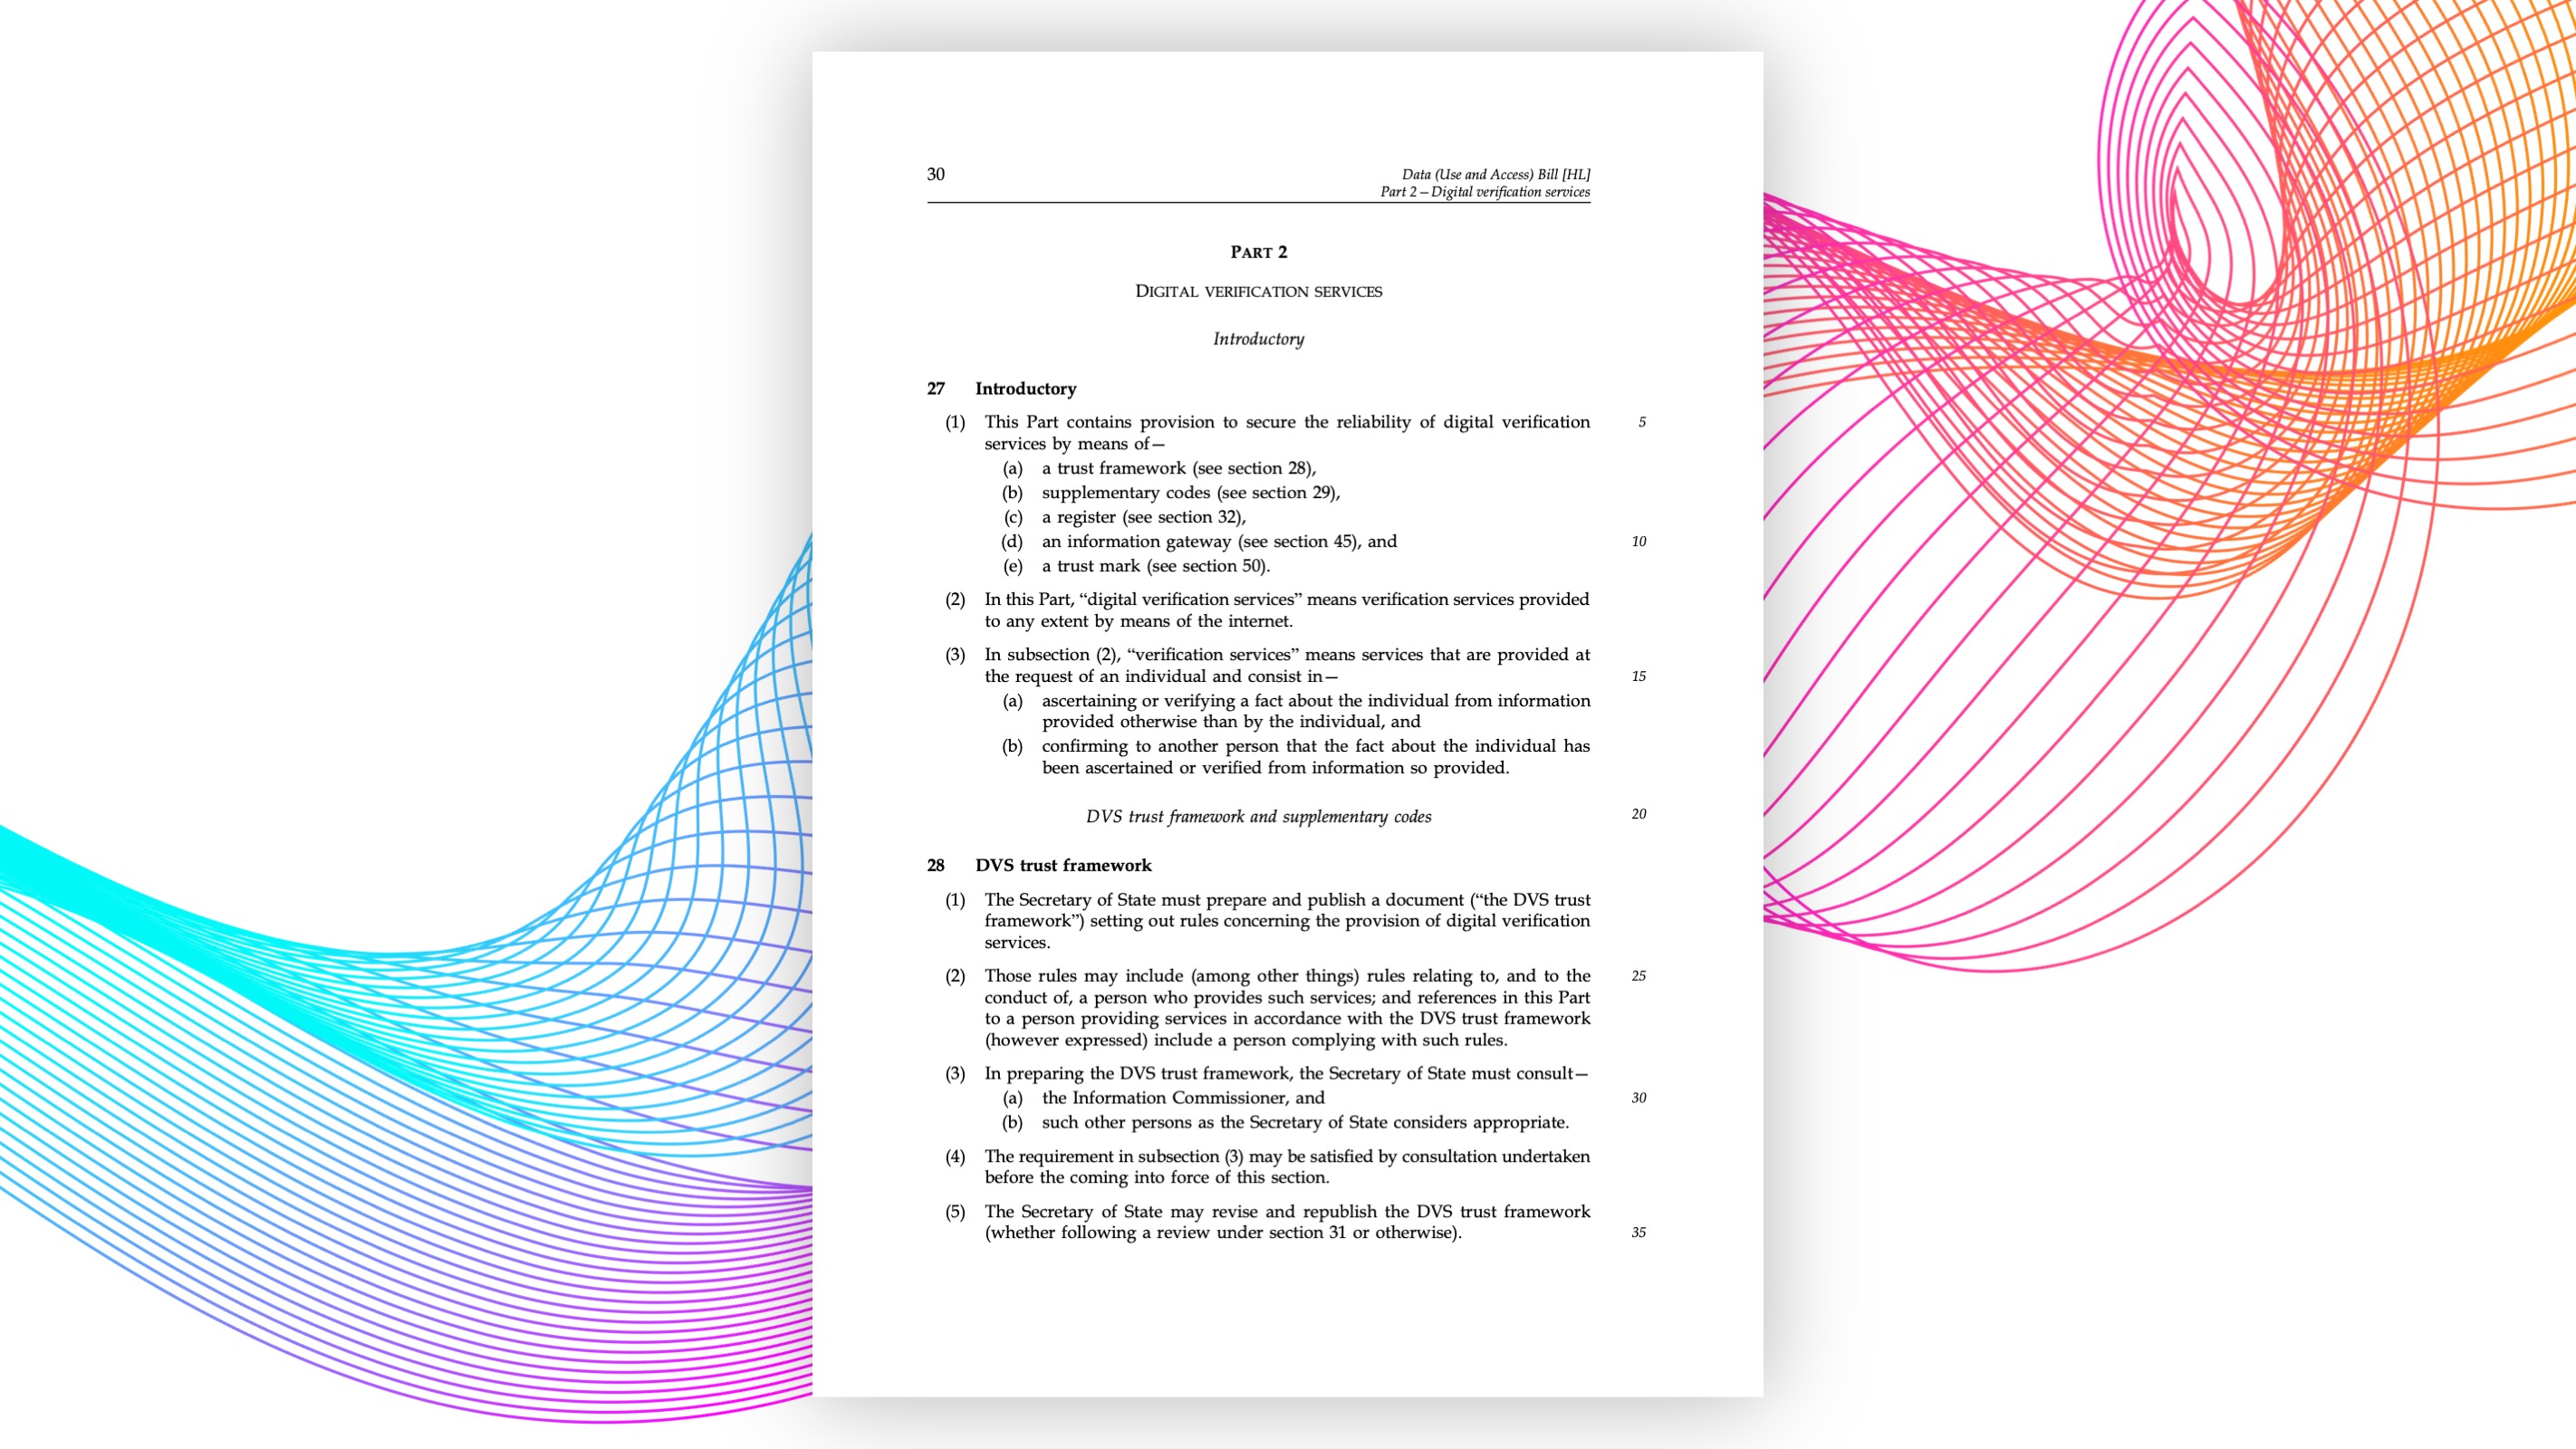 30
Data (Use and Access) Bill [HL]
Part 2—Digital verification services
PART 2
DIGITAL VERIFICATION SERVICES
Introductory
27 Introductory
(1) This Part contains provision to secure the reliability of digital verification 5
services by means of—
(a) a trust framework (see section 28),
(b) supplementary codes (see section 29),
(c) a register (see section 32),
(d) an information gateway (see section 45), and 10
(e) a trust mark (see section 50).
(2) In this Part, “digital verification services” means verification services provided
to any extent by means of the internet.
(3) In subsection (2), “verification services” means services that are provided at
the request of an individual and consist in— 15
(a) ascertaining or verifying a fact about the individual from information
provided otherwise than by the individual, and
(b) confirming to another person that the fact about the individual has
been ascertained or verified from information so provided.
DVS trust framework and supplementary codes 20
28 DVS trust framework
(1) The Secretary of State must prepare and publish a document (“the DVS trust
framework”) setting out rules concerning the provision of digital verification
services.
(2) Those rules may include (among other things) rules relating to, and to the 25
conduct of, a person who provides such services; and references in this Part
to a person providing services in accordance with the DVS trust framework
(however expressed) include a person complying with such rules.
(3) In preparing the DVS trust framework, the Secretary of State must consult—
(a) the Information Commissioner, and 30
(b) such other persons as the Secretary of State considers appropriate.
(4) The requirement in subsection (3) may be satisfied by consultation undertaken
before the coming into force of this section.
(5) The Secretary of State may revise and republish the DVS trust framework
(whether following a review under section 31 or otherwise). 35